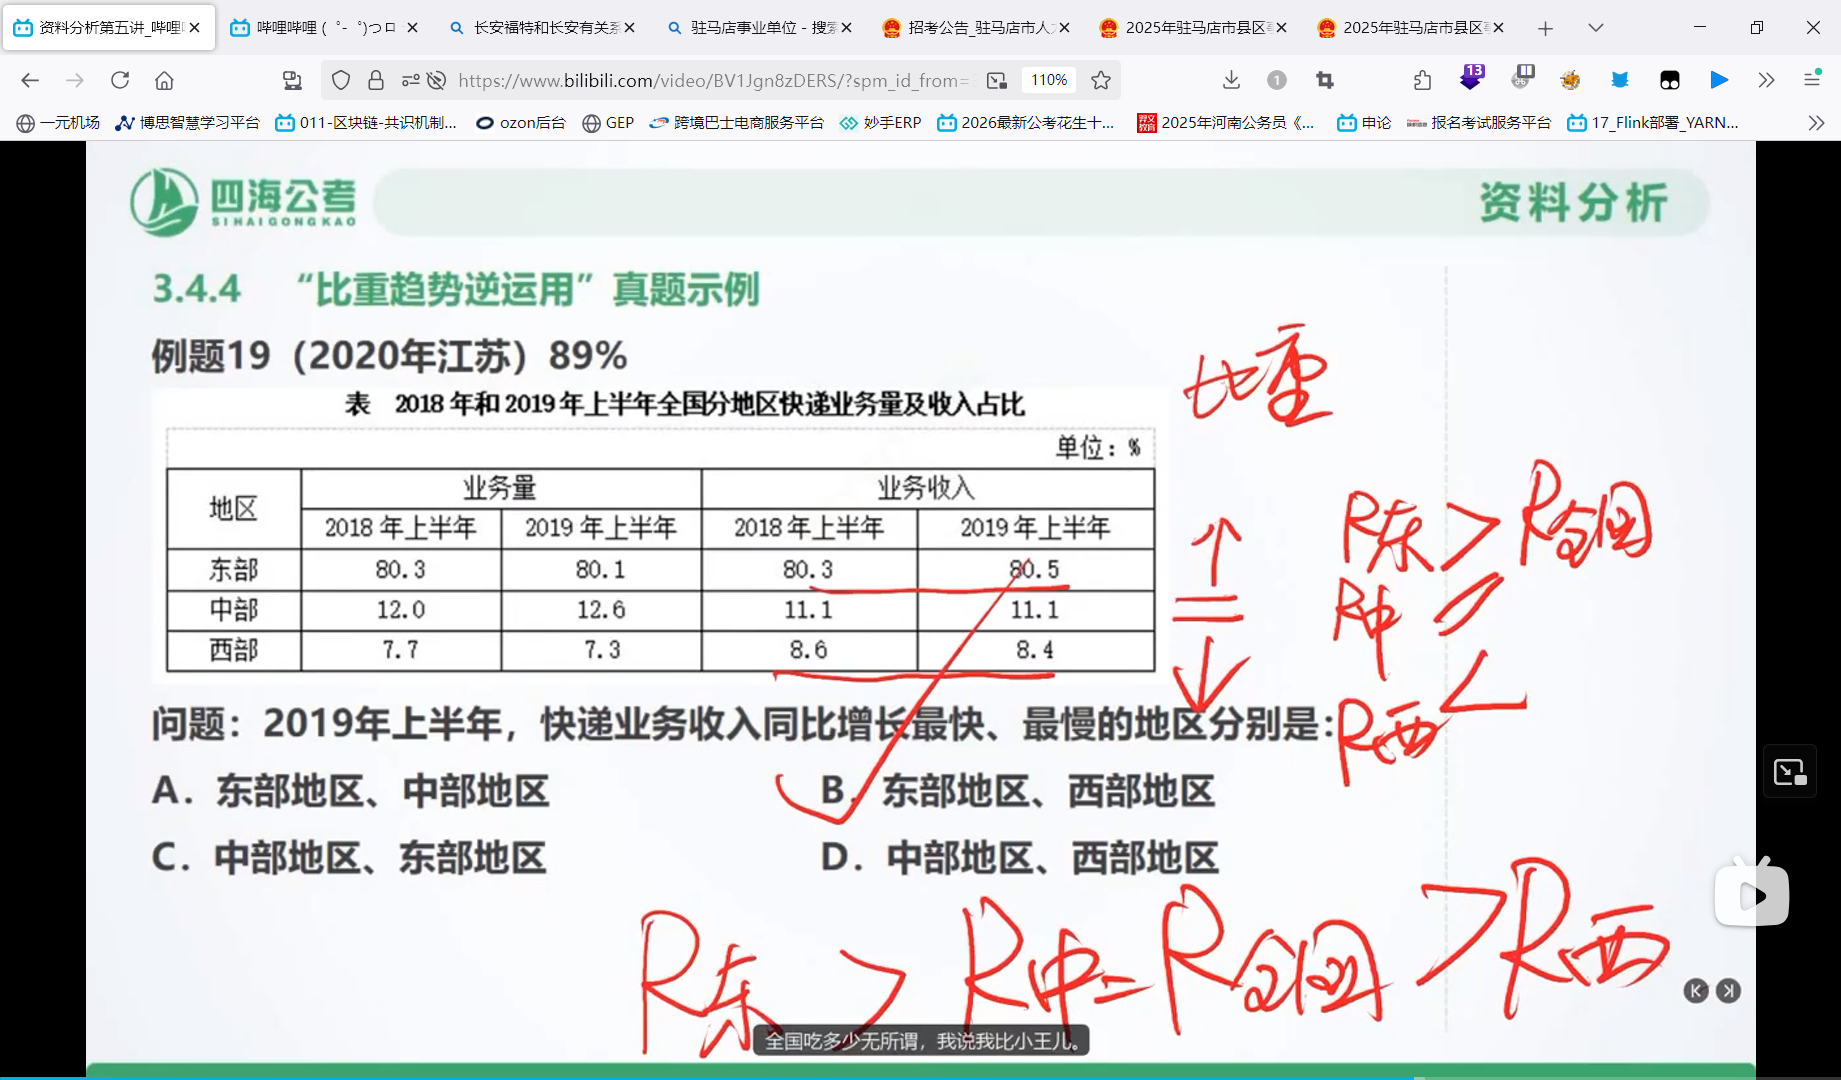 资料分析第五讲_哔哩
哔哩哔哩 (゜-゜)つロ
长安福特和长安有关系
驻马店事业单位 - 搜索
招考公告_驻马店市人
2025年驻马店市县区
2025年驻马店市县区
https://www.bilibili.com/video/BV1Jgn8zDERS/?spm_id_from=
110%
1
13
一元机场
博思智慧学习平台
011-区块链-共识机制...
ozon后台
GEP
跨境巴士电商服务平台
妙手ERP
2026最新公考花生十...
2025年河南公务员《...
申论
报名考试服务平台
17_Flink部署_YARN...
四海公考
SIHAIGONGKAO
资料分析
3.4.4 “比重趋势逆运用”真题示例
例题19（2020年江苏）89%
比重
表 2018年和2019年上半年全国分地区快递业务量及收入占比
单位：%
地区 业务量 业务收入
2018年上半年 2019年上半年 2018年上半年 2019年上半年
东部 80.3 80.1 80.3 80.5
中部 12.0 12.6 11.1 11.1
西部 7.7 7.3 8.6 8.4
↑
=
↓
R东 > R全国
R中 =
R西 <
问题：2019年上半年，快递业务收入同比增长最快、最慢的地区分别是：
A．东部地区、中部地区
B．东部地区、西部地区
C．中部地区、东部地区
D．中部地区、西部地区
R东 > R中 = R全国 > R西
全国吃多少无所谓，我说我比小王儿。